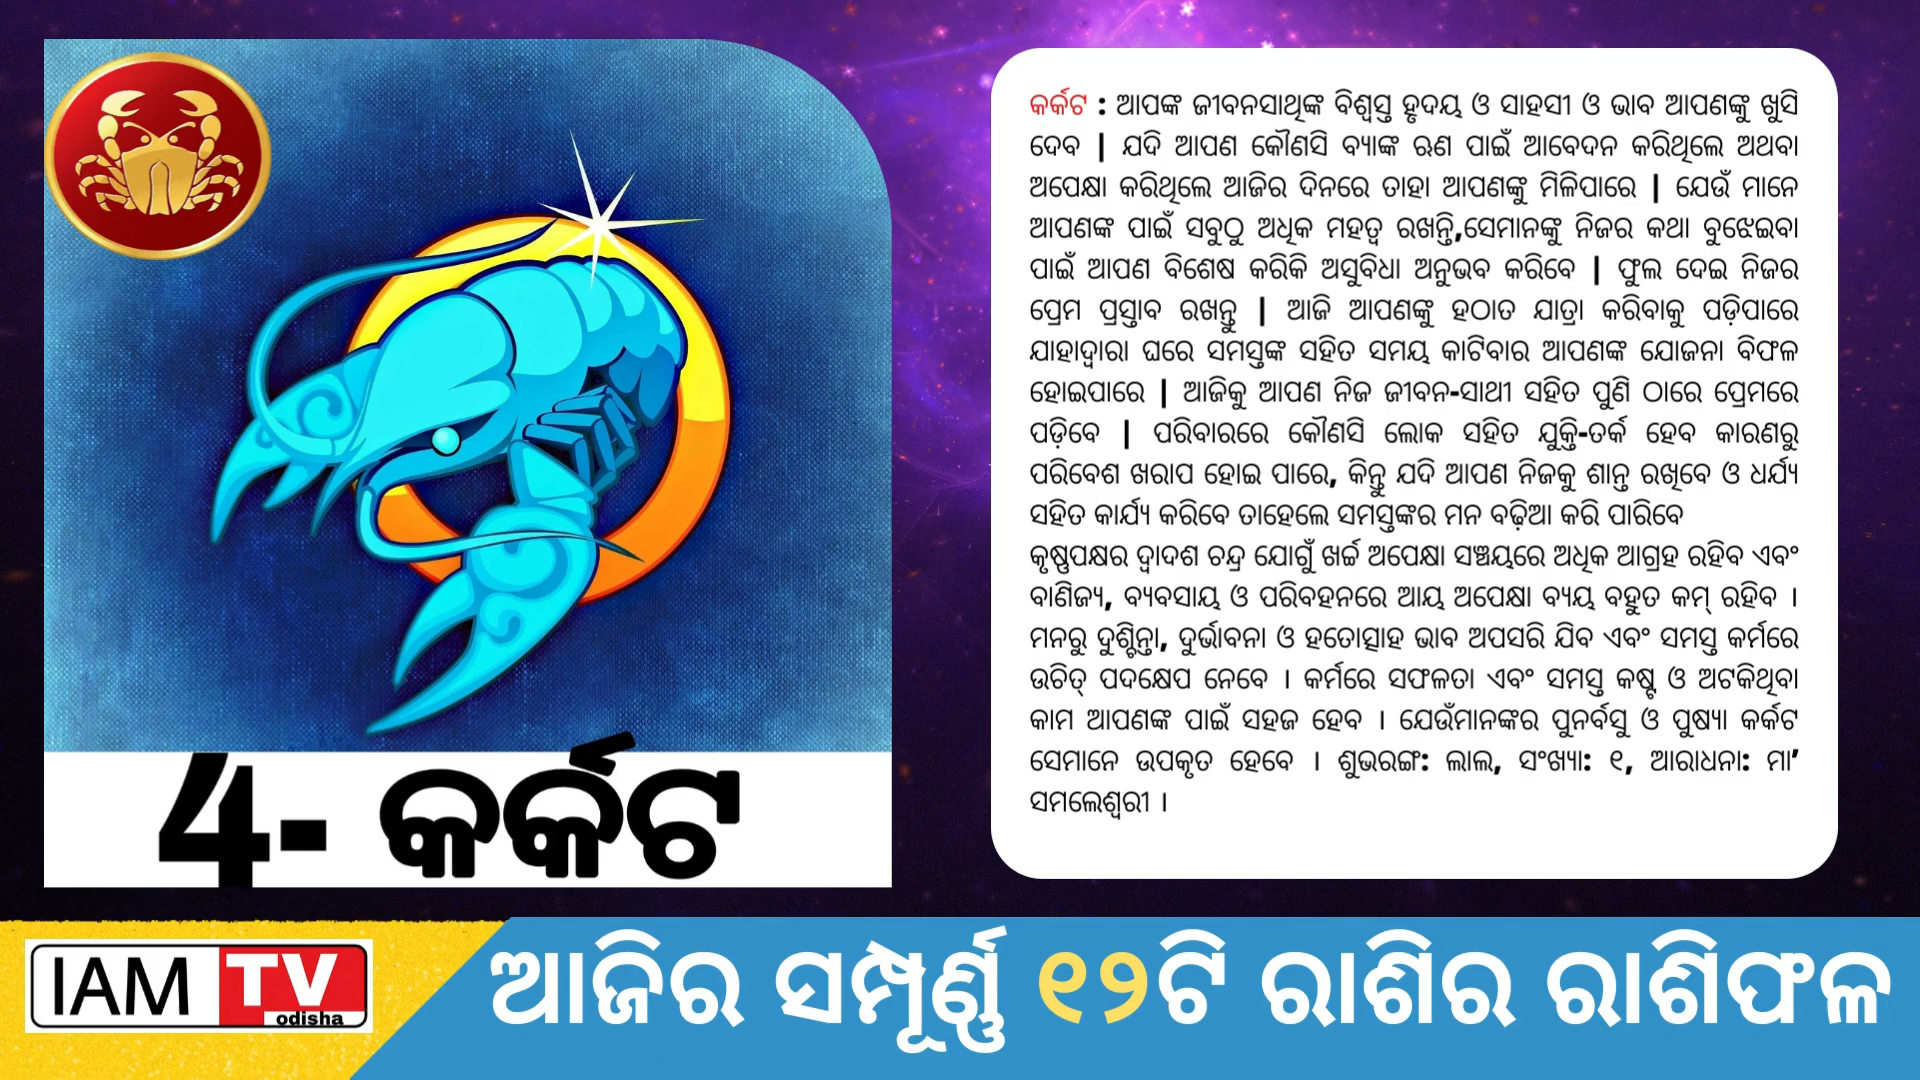 4- କର୍କଟ
କର୍କଟ : ଆପଙ୍କ ଜୀବନସାଥିଙ୍କ ବିଶ୍ୱସ୍ତ ହୃଦୟ ଓ ସାହସୀ ଓ ଭାବ ଆପଣଙ୍କୁ ଖୁସି
ଦେବ | ଯଦି ଆପଣ କୌଣସି ବ୍ୟାଙ୍କ ଋଣ ପାଇଁ ଆବେଦନ କରିଥିଲେ ଅଥବା
ଅପେକ୍ଷା କରିଥିଲେ ଆଜିର ଦିନରେ ତାହା ଆପଣଙ୍କୁ ମିଳିପାରେ | ଯେଉଁ ମାନେ
ଆପଣଙ୍କ ପାଇଁ ସବୁଠୁ ଅଧିକ ମହତ୍ୱ ରଖନ୍ତି,ସେମାନଙ୍କୁ ନିଜର କଥା ବୁଝେଇବା
ପାଇଁ ଆପଣ ବିଶେଷ କରିକି ଅସୁବିଧା ଅନୁଭବ କରିବେ | ଫୁଲ ଦେଇ ନିଜର
ପ୍ରେମ ପ୍ରସ୍ତାବ ରଖନ୍ତୁ | ଆଜି ଆପଣଙ୍କୁ ହଠାତ ଯାତ୍ରା କରିବାକୁ ପଡ଼ିପାରେ
ଯାହାଦ୍ୱାରା ଘରେ ସମସ୍ତଙ୍କ ସହିତ ସମୟ କାଟିବାର ଆପଣଙ୍କ ଯୋଜନା ବିଫଳ
ହୋଇପାରେ | ଆଜିକୁ ଆପଣ ନିଜ ଜୀବନ-ସାଥୀ ସହିତ ପୁଣି ଠାରେ ପ୍ରେମରେ
ପଡ଼ିବେ | ପରିବାରରେ କୌଣସି ଲୋକ ସହିତ ଯୁକ୍ତି-ତର୍କ ହେବ କାରଣରୁ
ପରିବେଶ ଖରାପ ହୋଇ ପାରେ, କିନ୍ତୁ ଯଦି ଆପଣ ନିଜକୁ ଶାନ୍ତ ରଖିବେ ଓ ଧର୍ଯ୍ୟ
ସହିତ କାର୍ଯ୍ୟ କରିବେ ତାହେଲେ ସମସ୍ତଙ୍କର ମନ ବଢ଼ିଆ କରି ପାରିବେ
କୃଷ୍ଣପକ୍ଷର ଦ୍ୱାଦଶ ଚନ୍ଦ୍ର ଯୋଗୁଁ ଖର୍ଚ୍ଚ ଅପେକ୍ଷା ସଞ୍ଚୟରେ ଅଧିକ ଆଗ୍ରହ ରହିବ ଏବଂ
ବାଣିଜ୍ୟ, ବ୍ୟବସାୟ ଓ ପରିବହନରେ ଆୟ ଅପେକ୍ଷା ବ୍ୟୟ ବହୁତ କମ୍ ରହିବ ।
ମନରୁ ଦୁଶ୍ଚିନ୍ତା, ଦୁର୍ଭାବନା ଓ ହତୋତ୍ସାହ ଭାବ ଅପସରି ଯିବ ଏବଂ ସମସ୍ତ କର୍ମରେ
ଉଚିତ୍ ପଦକ୍ଷେପ ନେବେ । କର୍ମରେ ସଫଳତା ଏବଂ ସମସ୍ତ କଷ୍ଟ ଓ ଅଟକିଥିବା
କାମ ଆପଣଙ୍କ ପାଇଁ ସହଜ ହେବ । ଯେଉଁମାନଙ୍କର ପୁନର୍ବସୁ ଓ ପୁଷ୍ୟା କର୍କଟ
ସେମାନେ ଉପକୃତ ହେବେ । ଶୁଭରଙ୍ଗ: ଲାଲ, ସଂଖ୍ୟା: ୧, ଆରାଧନା: ମା’
ସମଲେଶ୍ୱରୀ ।
IAM TV
odisha
ଆଜିର ସମ୍ପୂର୍ଣ୍ଣ ୧୨ଟି ରାଶିର ରାଶିଫଳ